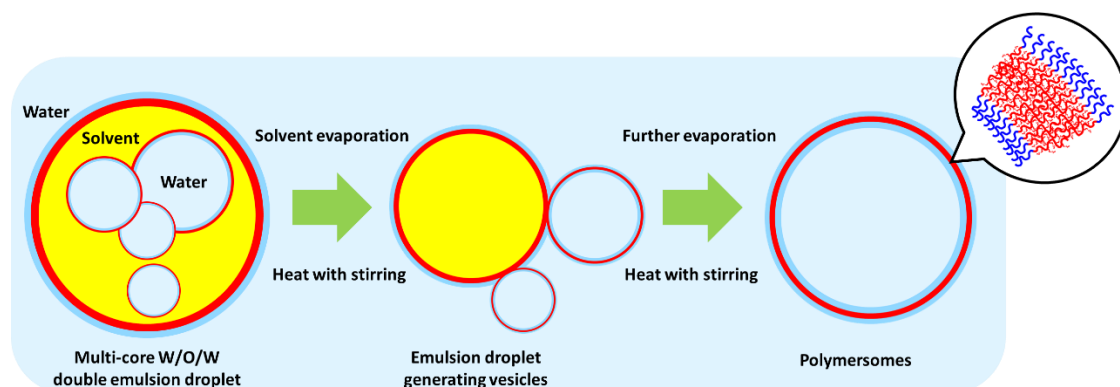 Water
Solvent
Water
Multi-core W/O/W
double emulsion droplet
Solvent evaporation
Heat with stirring
Emulsion droplet
generating vesicles
Further evaporation
Heat with stirring
Polymersomes